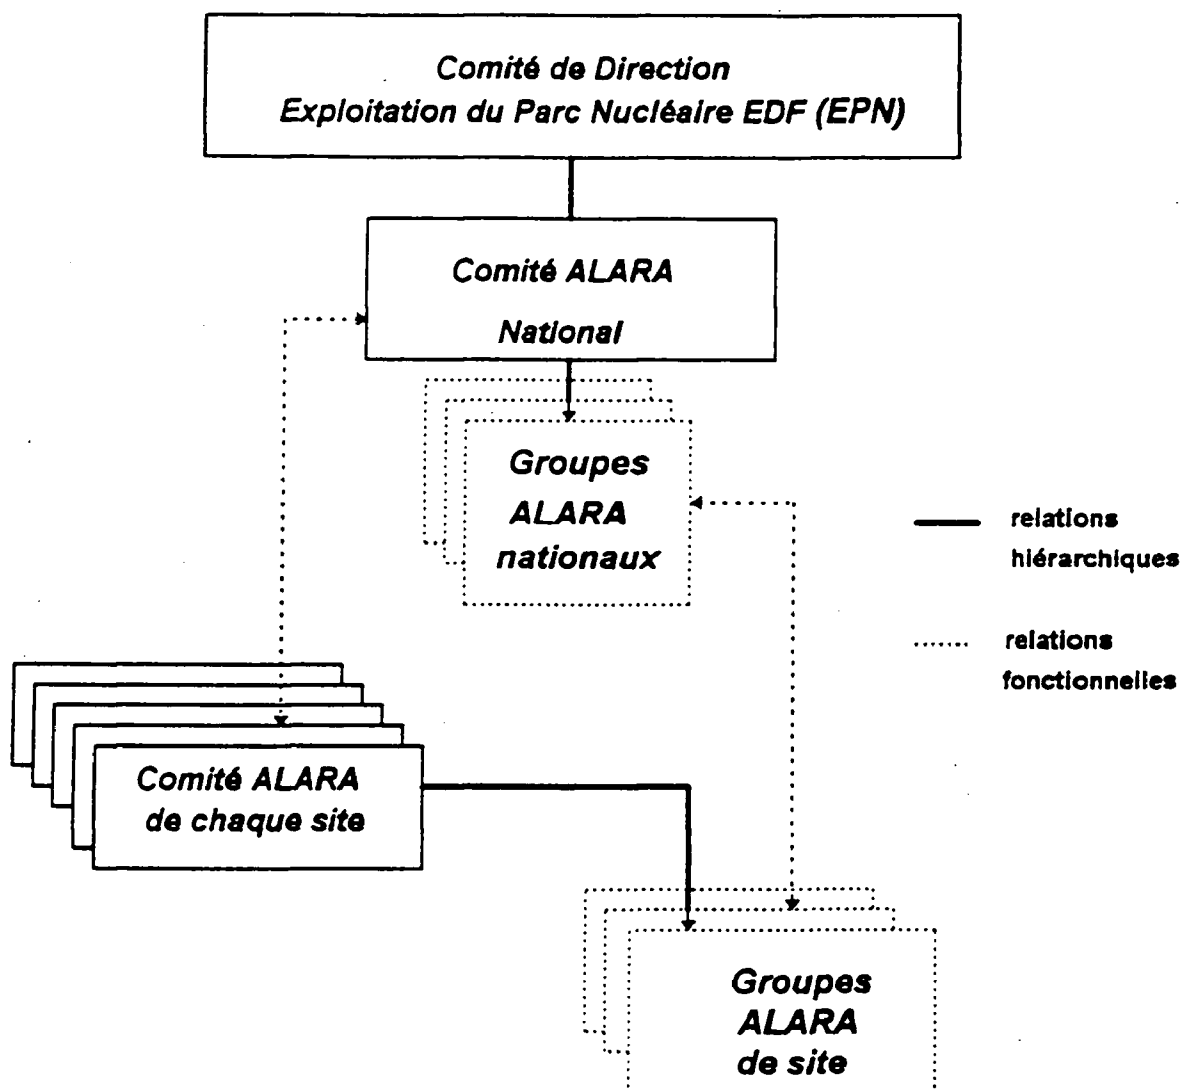 Comité de Direction
Exploitation du Parc Nucléaire EDF (EPN)
Comité ALARA
National
Groupes
ALARA
nationaux
relations
hiérarchiques
relations
fonctionnelles
Comité ALARA
de chaque site
Groupes
ALARA
de site